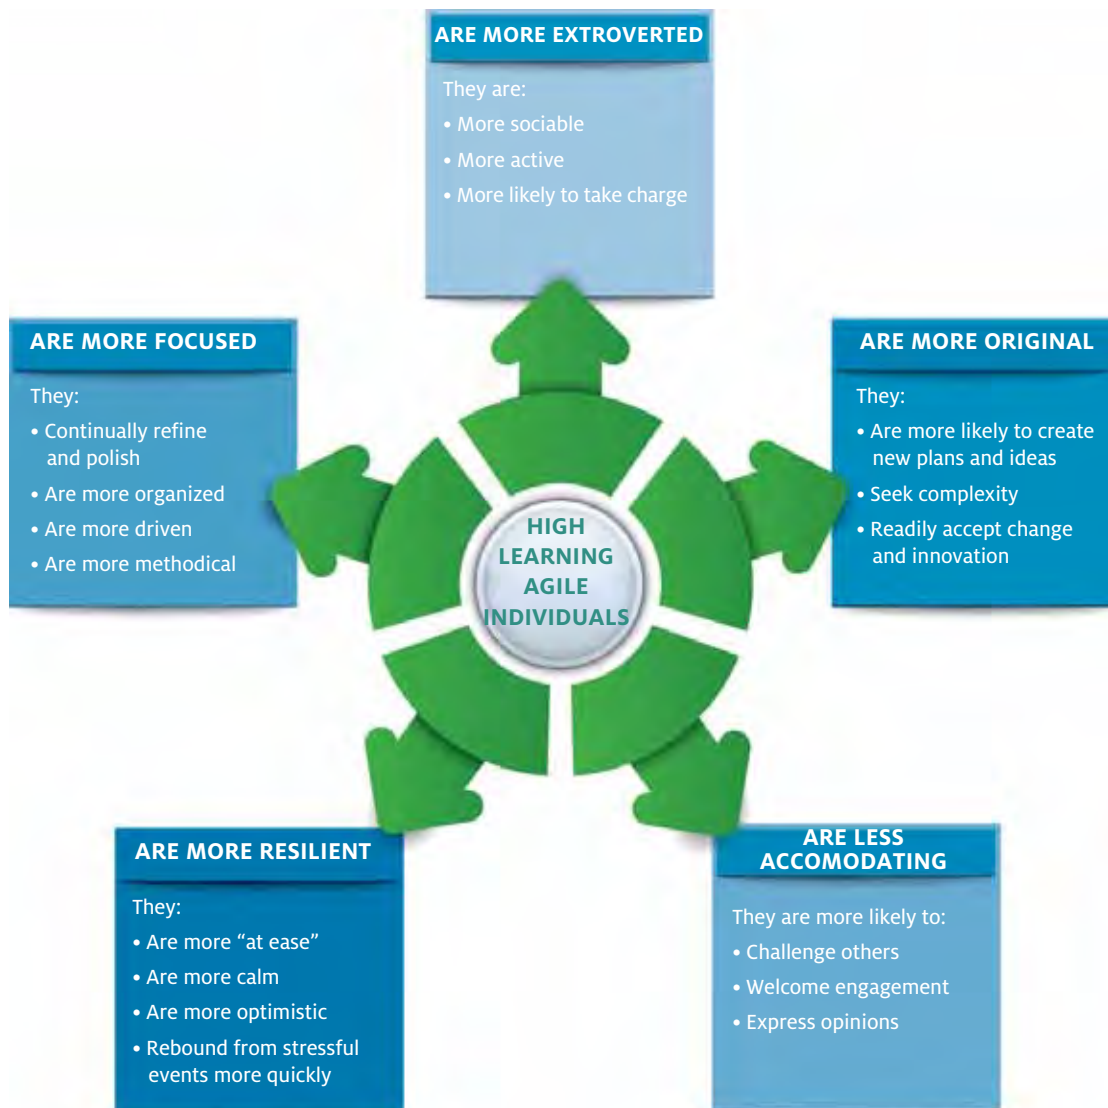 ARE MORE EXTROVERTED
They are:
• More sociable
• More active
• More likely to take charge
ARE MORE FOCUSED
They:
• Continually refine
and polish
• Are more organized
• Are more driven
• Are more methodical
ARE MORE ORIGINAL
They:
• Are more likely to create
new plans and ideas
• Seek complexity
• Readily accept change
and innovation
HIGH
LEARNING
AGILE
INDIVIDUALS
ARE MORE RESILIENT
They:
• Are more “at ease”
• Are more calm
• Are more optimistic
• Rebound from stressful
events more quickly
ARE LESS
ACCOMODATING
They are more likely to:
• Challenge others
• Welcome engagement
• Express opinions